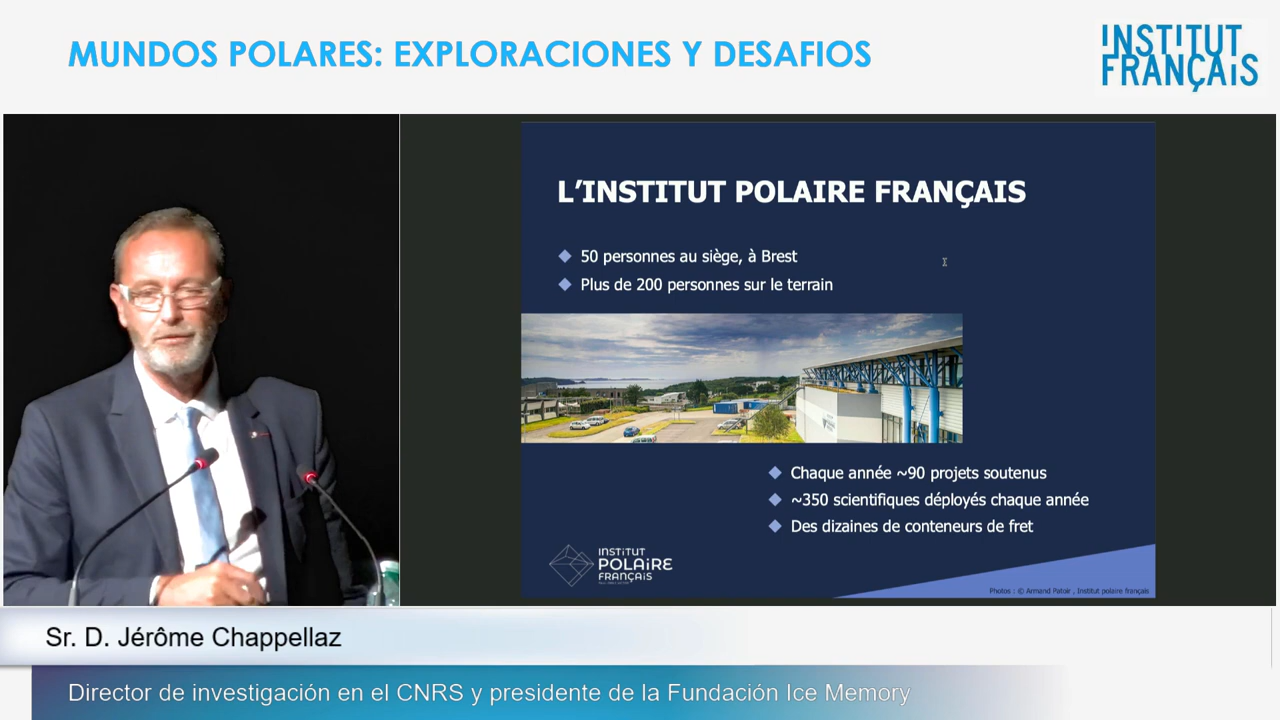 MUNDOS POLARES: EXPLORACIONES Y DESAFIOS
INSTITUT
FRANÇAIS
L’INSTITUT POLAIRE FRANÇAIS
50 personnes au siège, à Brest
Plus de 200 personnes sur le terrain
Chaque année ~90 projets soutenus
~350 scientifiques déployés chaque année
Des dizaines de conteneurs de fret
INSTITUT
POLAIRE
FRANÇAIS
Photos : © Armand Patoir , Institut polaire français
Sr. D. Jérôme Chappellaz
Director de investigación en el CNRS y presidente de la Fundación Ice Memory